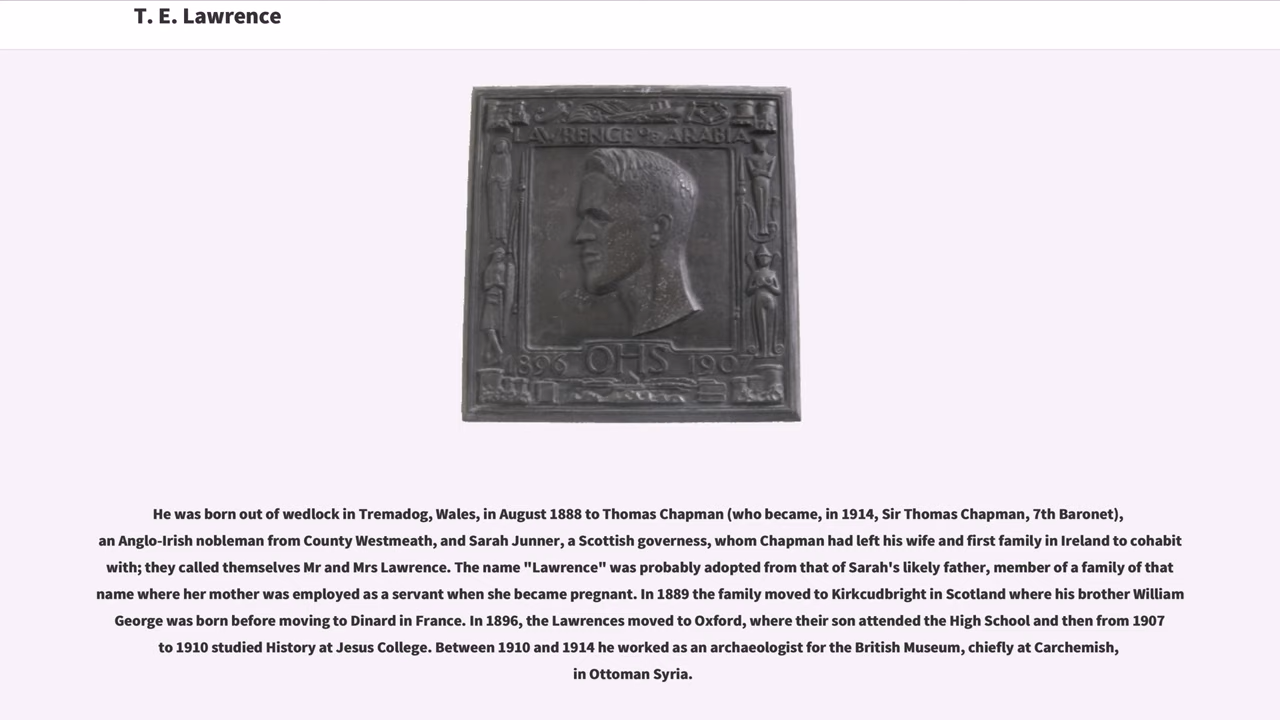 T. E. Lawrence
LAWRENCE OF ARABIA
1896 OHS 1907
He was born out of wedlock in Tremadog, Wales, in August 1888 to Thomas Chapman (who became, in 1914, Sir Thomas Chapman, 7th Baronet),
an Anglo-Irish nobleman from County Westmeath, and Sarah Junner, a Scottish governess, whom Chapman had left his wife and first family in Ireland to cohabit
with; they called themselves Mr and Mrs Lawrence. The name "Lawrence" was probably adopted from that of Sarah's likely father, member of a family of that
name where her mother was employed as a servant when she became pregnant. In 1889 the family moved to Kirkcudbright in Scotland where his brother William
George was born before moving to Dinard in France. In 1896, the Lawrences moved to Oxford, where their son attended the High School and then from 1907
to 1910 studied History at Jesus College. Between 1910 and 1914 he worked as an archaeologist for the British Museum, chiefly at Carchemish,
in Ottoman Syria.